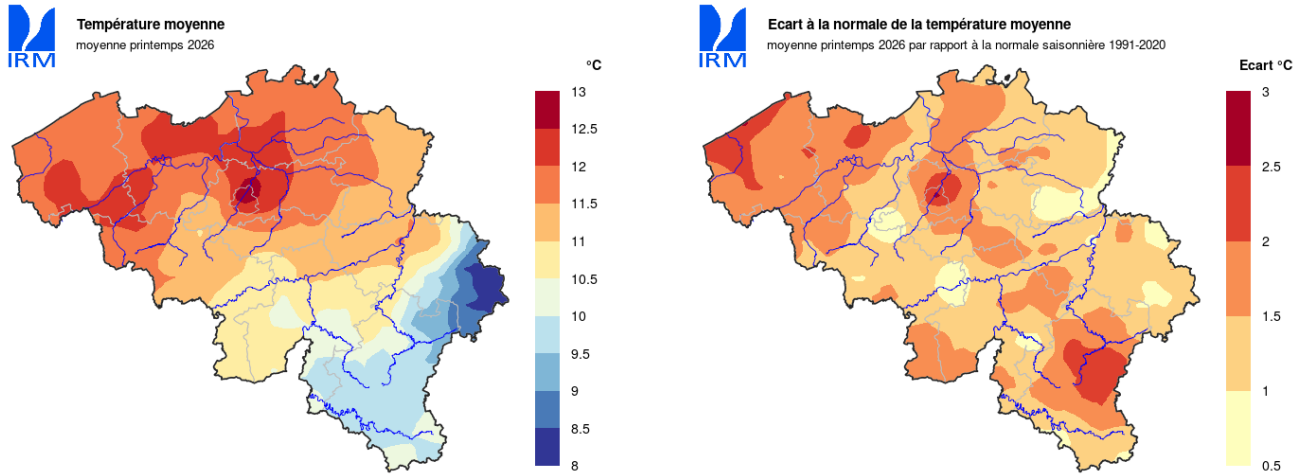 Température moyenne
moyenne printemps 2026
IRM
°C
13
12.5
12
11.5
11
10.5
10
9.5
9
8.5
8
Ecart à la normale de la température moyenne
moyenne printemps 2026 par rapport à la normale saisonnière 1991-2020
IRM
Ecart °C
3
2.5
2
1.5
1
0.5